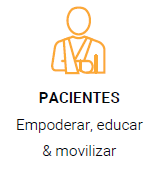 PACIENTES
Empoderar, educar
& movilizar